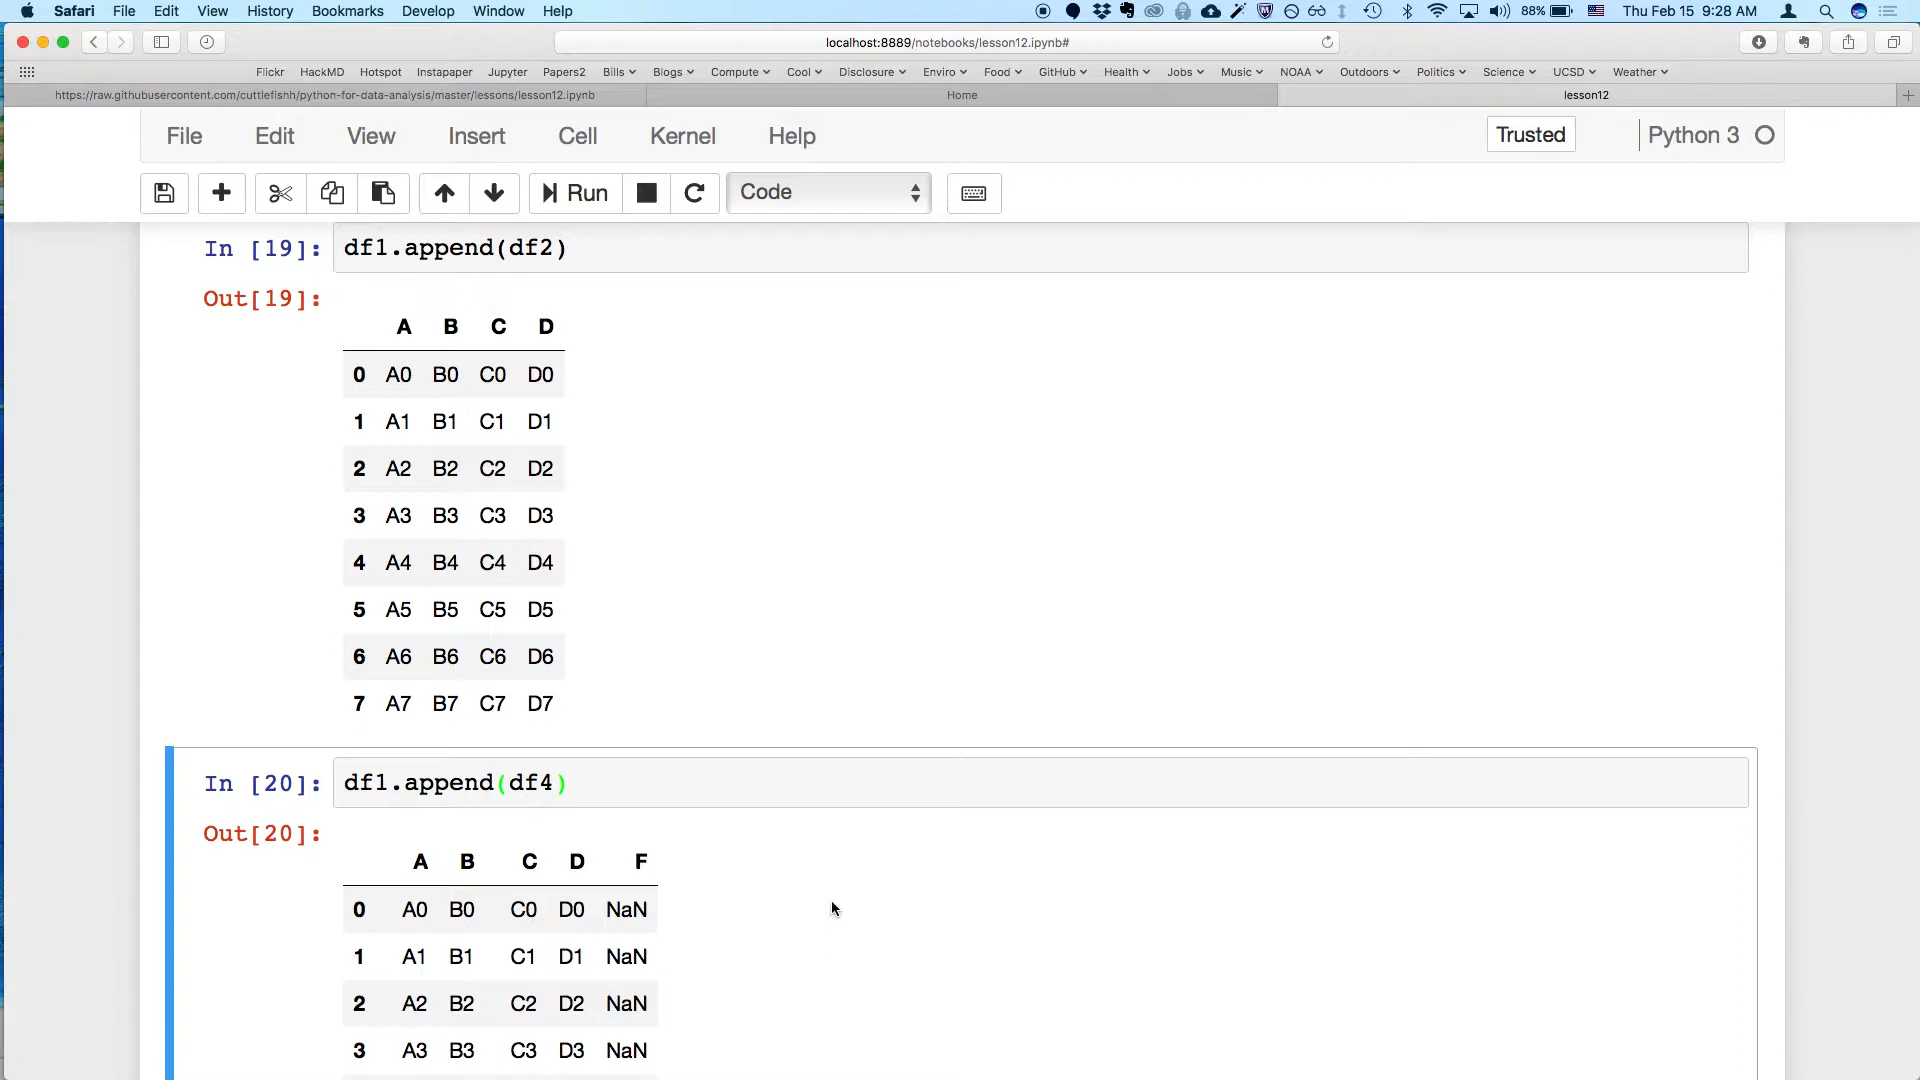 Safari File Edit View History Bookmarks Develop Window Help 88% Thu Feb 15 9:28 AM
localhost:8889/notebooks/lesson12.ipynb#
Flickr HackMD Hotspot Instapaper Jupyter Papers2 Bills Blogs Compute Cool Disclosure Enviro Food GitHub Health Jobs Music NOAA Outdoors Politics Science UCSD Weather
https://raw.githubusercontent.com/cuttlefishh/python-for-data-analysis/master/lessons/lesson12.ipynb Home lesson12
File Edit View Insert Cell Kernel Help Trusted Python 3
Run Code
In [19]: df1.append(df2)
Out[19]:
A B C D
0 A0 B0 C0 D0
1 A1 B1 C1 D1
2 A2 B2 C2 D2
3 A3 B3 C3 D3
4 A4 B4 C4 D4
5 A5 B5 C5 D5
6 A6 B6 C6 D6
7 A7 B7 C7 D7
In [20]: df1.append(df4)
Out[20]:
A B C D F
0 A0 B0 C0 D0 NaN
1 A1 B1 C1 D1 NaN
2 A2 B2 C2 D2 NaN
3 A3 B3 C3 D3 NaN